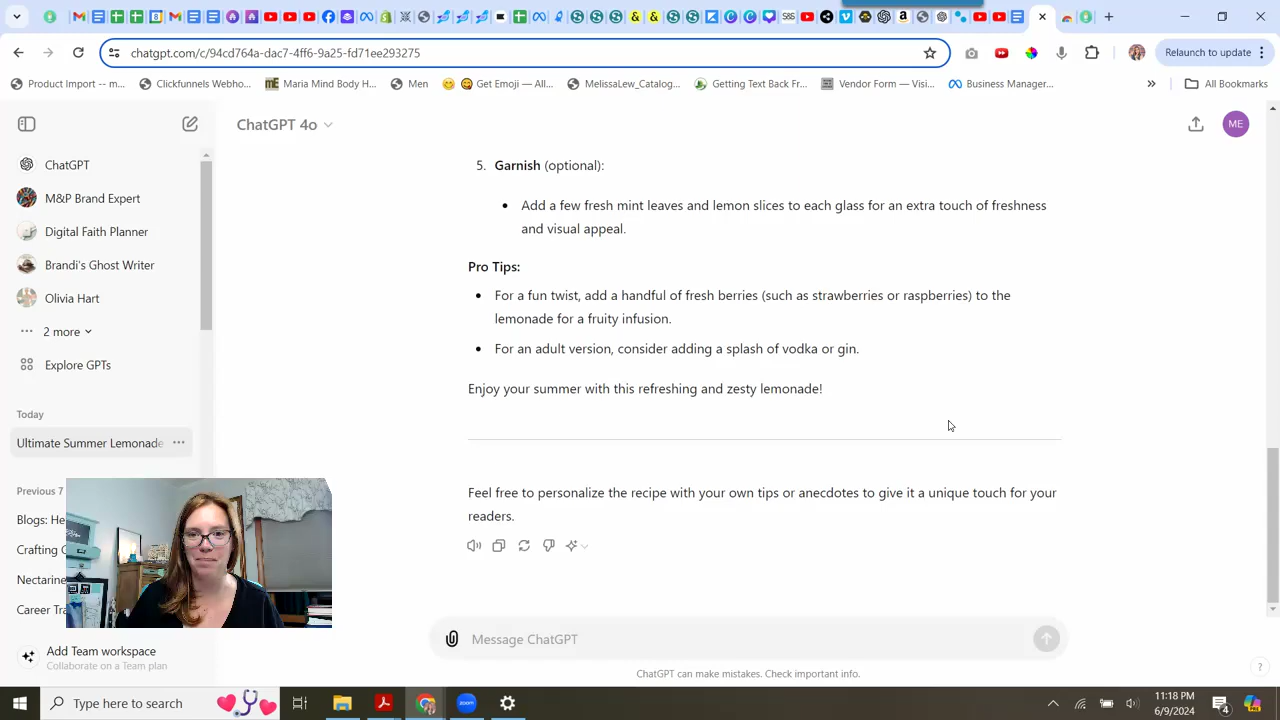 chatgpt.com/c/94cd764a-dac7-4ff6-9a25-fd71ee293275
Relaunch to update
Product Import -- m...
Clickfunnels Webho...
Maria Mind Body H...
Men
Get Emoji — All...
MelissaLew_Catalog...
Getting Text Back Fr...
Vendor Form — Visi...
Business Manager...
All Bookmarks
ChatGPT 4o
ME
ChatGPT
M&P Brand Expert
Digital Faith Planner
Brandi's Ghost Writer
Olivia Hart
2 more
Explore GPTs
Today
Ultimate Summer Lemonade
Previous 7
Blogs: He
Crafting
Nectarine
Career Tra
Add Team workspace
Collaborate on a Team plan
5. Garnish (optional):
Add a few fresh mint leaves and lemon slices to each glass for an extra touch of freshness
and visual appeal.
Pro Tips:
For a fun twist, add a handful of fresh berries (such as strawberries or raspberries) to the
lemonade for a fruity infusion.
For an adult version, consider adding a splash of vodka or gin.
Enjoy your summer with this refreshing and zesty lemonade!
Feel free to personalize the recipe with your own tips or anecdotes to give it a unique touch for your
readers.
Message ChatGPT
ChatGPT can make mistakes. Check important info.
?
Type here to search
zoom
11:18 PM
6/9/2024
4